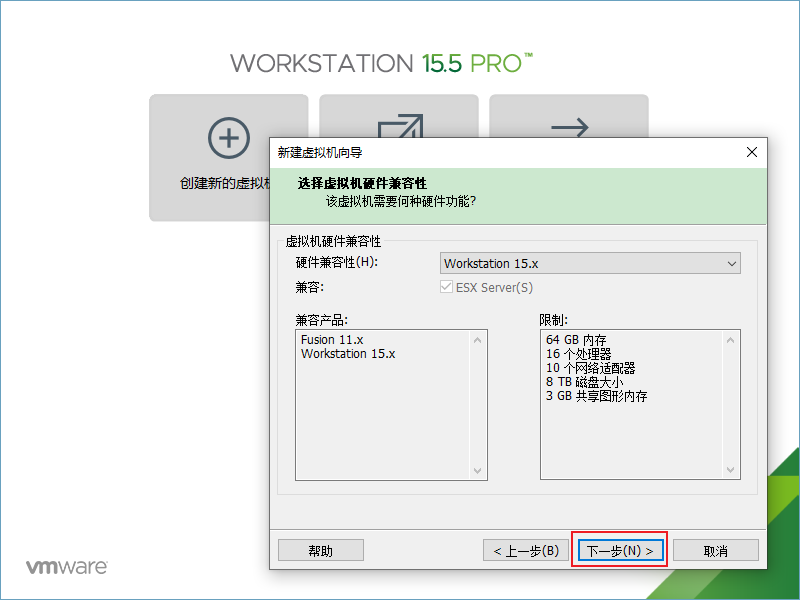 WORKSTATION 15.5 PRO™
创建新的虚拟机
新建虚拟机向导
选择虚拟机硬件兼容性
该虚拟机需要何种硬件功能?
虚拟机硬件兼容性
硬件兼容性(H):
Workstation 15.x
兼容:
ESX Server(S)
兼容产品:
Fusion 11.x
Workstation 15.x
限制:
64 GB 内存
16 个处理器
10 个网络适配器
8 TB 磁盘大小
3 GB 共享图形内存
帮助
< 上一步(B)
下一步(N) >
取消
vmware